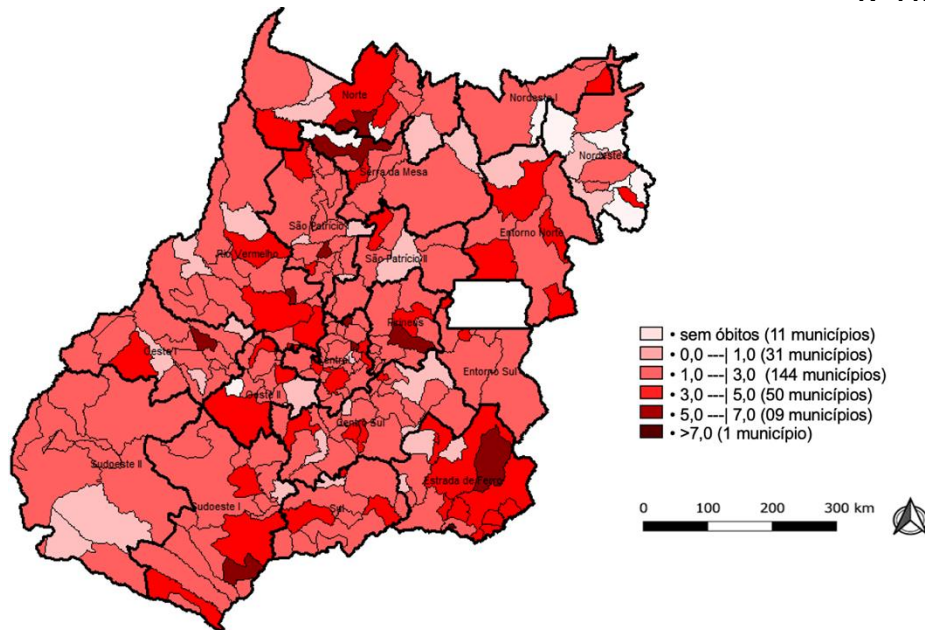 Norte
Nordeste I
Nordeste
Serra da Mesa
São Patrício I
Entorno Norte
Rio Vermelho
São Patrício II
Pirineus
Oeste I
Central
Entorno Sul
Oeste II
Centro Sul
Sudoeste II
Estrada de Ferro
Sudoeste I
Sul
• sem óbitos (11 municípios)
• 0,0 ---| 1,0 (31 municípios)
• 1,0 ---| 3,0 (144 municípios)
• 3,0 ---| 5,0 (50 municípios)
• 5,0 ---| 7,0 (09 municípios)
• >7,0 (1 município)
0 100 200 300 km